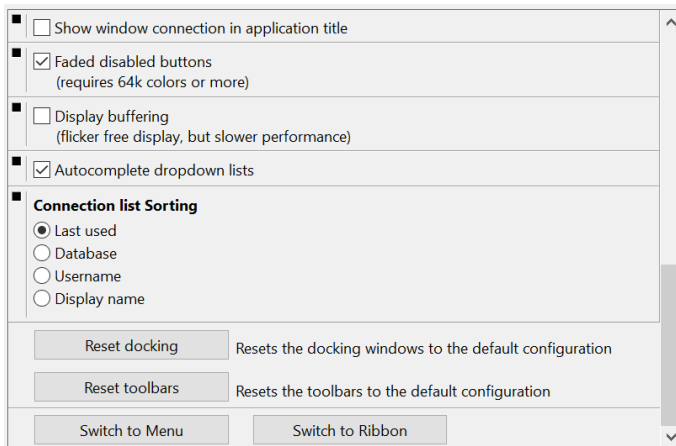 Show window connection in application title
Faded disabled buttons
(requires 64k colors or more)
Display buffering
(flicker free display, but slower performance)
Autocomplete dropdown lists
Connection list Sorting
Last used
Database
Username
Display name
Reset docking Resets the docking windows to the default configuration
Reset toolbars Resets the toolbars to the default configuration
Switch to Menu Switch to Ribbon